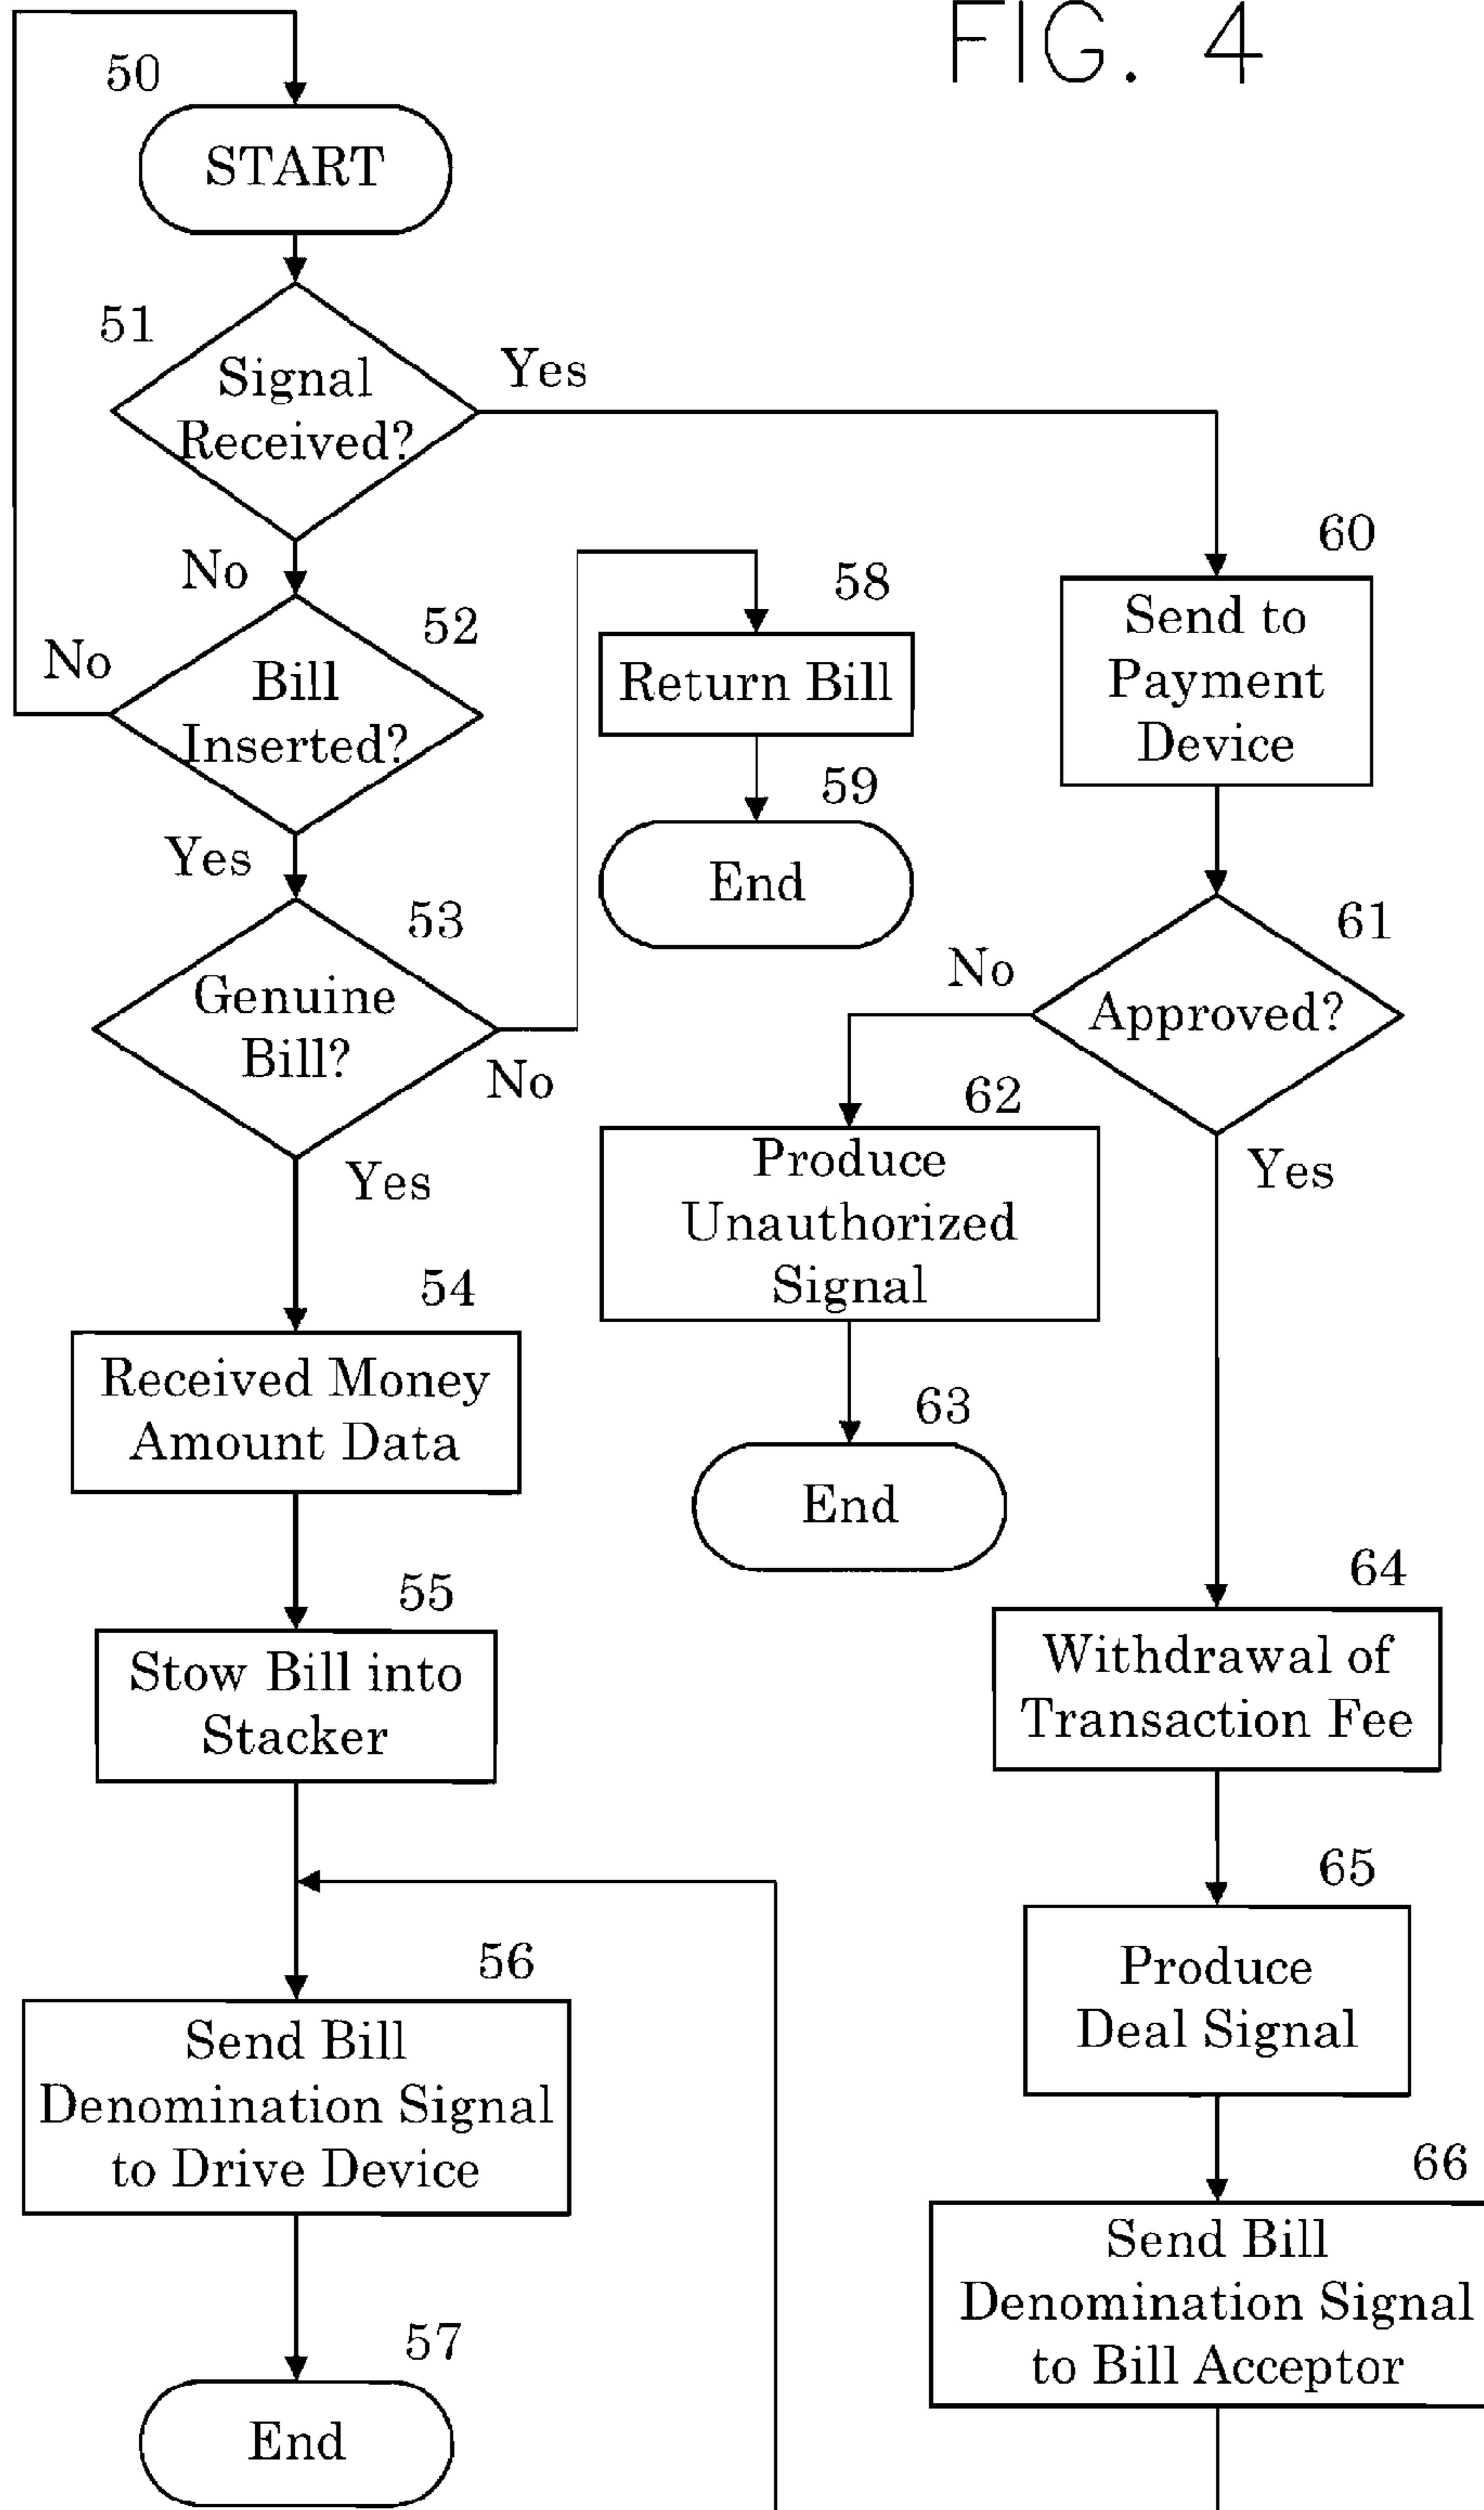 FIG. 4
50
START
51
Signal
Received?
Yes
No
52
Bill
Inserted?
No
Yes
53
Genuine
Bill?
No
Yes
54
Received Money
Amount Data
55
Stow Bill into
Stacker
56
Send Bill
Denomination Signal
to Drive Device
57
End
58
Return Bill
59
End
60
Send to
Payment
Device
61
Approved?
No
Yes
62
Produce
Unauthorized
Signal
63
End
64
Withdrawal of
Transaction Fee
65
Produce
Deal Signal
66
Send Bill
Denomination Signal
to Bill Acceptor